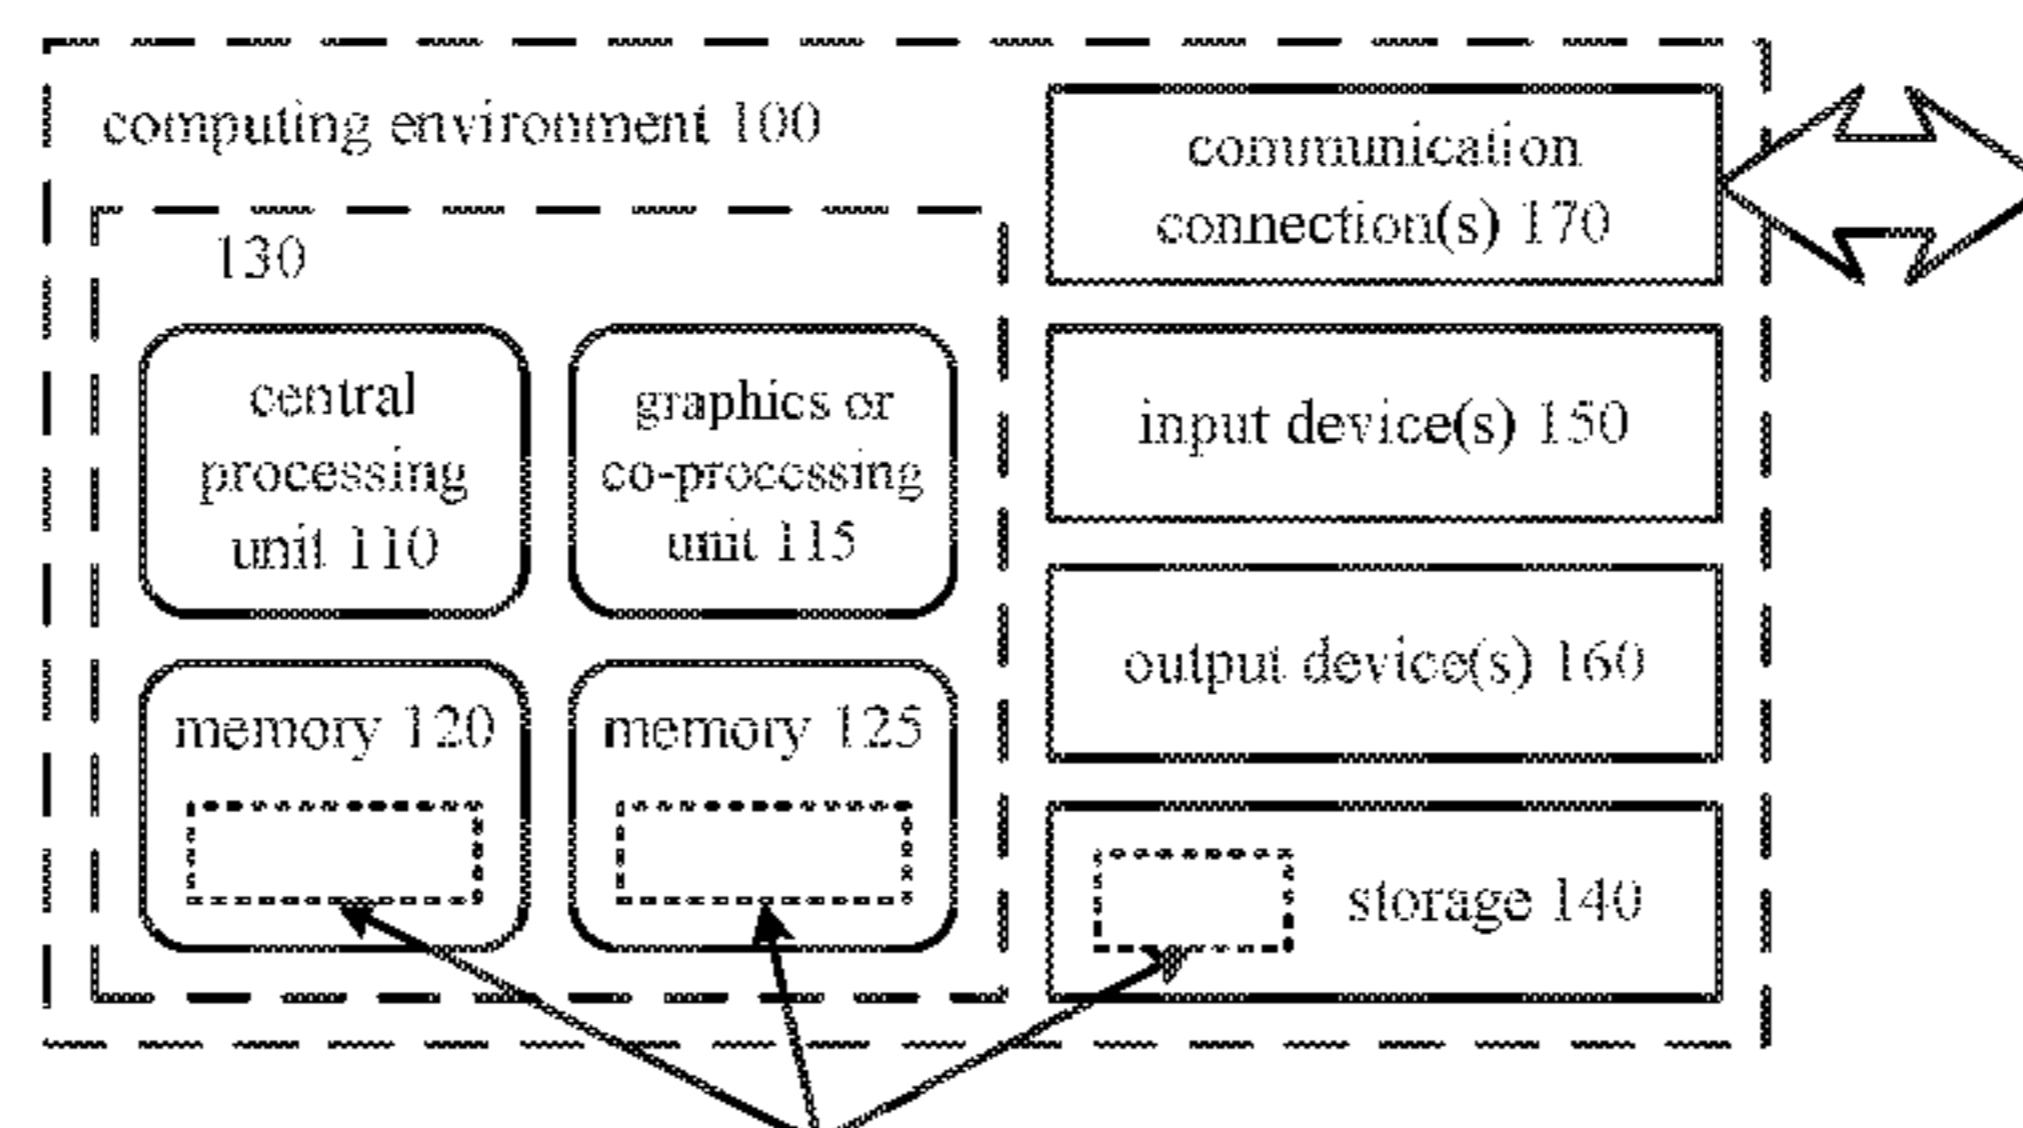 computing environment 100
130
central
processing
unit 110
graphics or
co-processing
unit 115
memory 120
memory 125
communication
connection(s) 170
input device(s) 150
output device(s) 160
storage 140